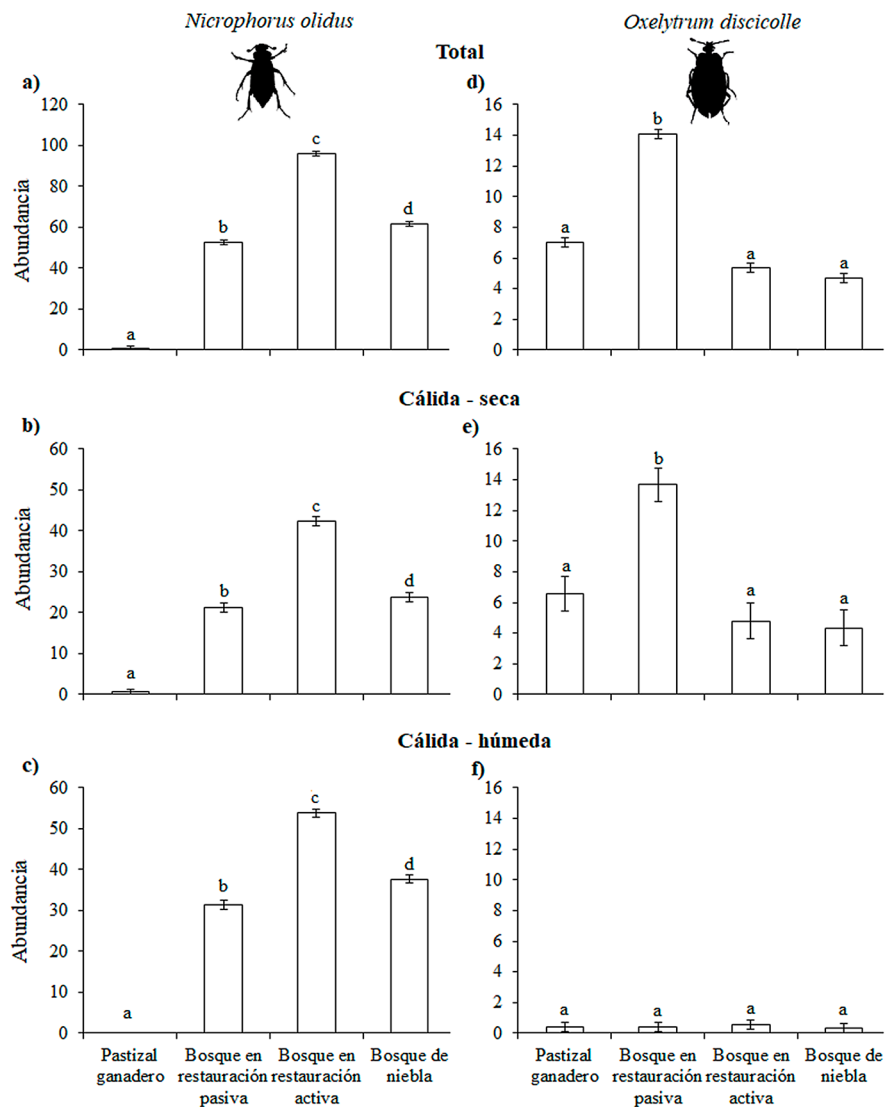 Nicrophorus olidus
Oxelytrum discicolle
Total
a)
Abundancia
120
100
80
60
40
20
0
a
b
c
d
d)
16
14
12
10
8
6
4
2
0
a
b
a
a
Cálida - seca
b)
Abundancia
60
50
40
30
20
10
0
a
b
c
d
e)
16
14
12
10
8
6
4
2
0
a
b
a
a
Cálida - húmeda
c)
Abundancia
60
50
40
30
20
10
0
a
b
c
d
Pastizal
ganadero
Bosque en
restauración
pasiva
Bosque en
restauración
activa
Bosque de
niebla
f)
16
14
12
10
8
6
4
2
0
a
a
a
a
Pastizal
ganadero
Bosque en
restauración
pasiva
Bosque en
restauración
activa
Bosque de
niebla